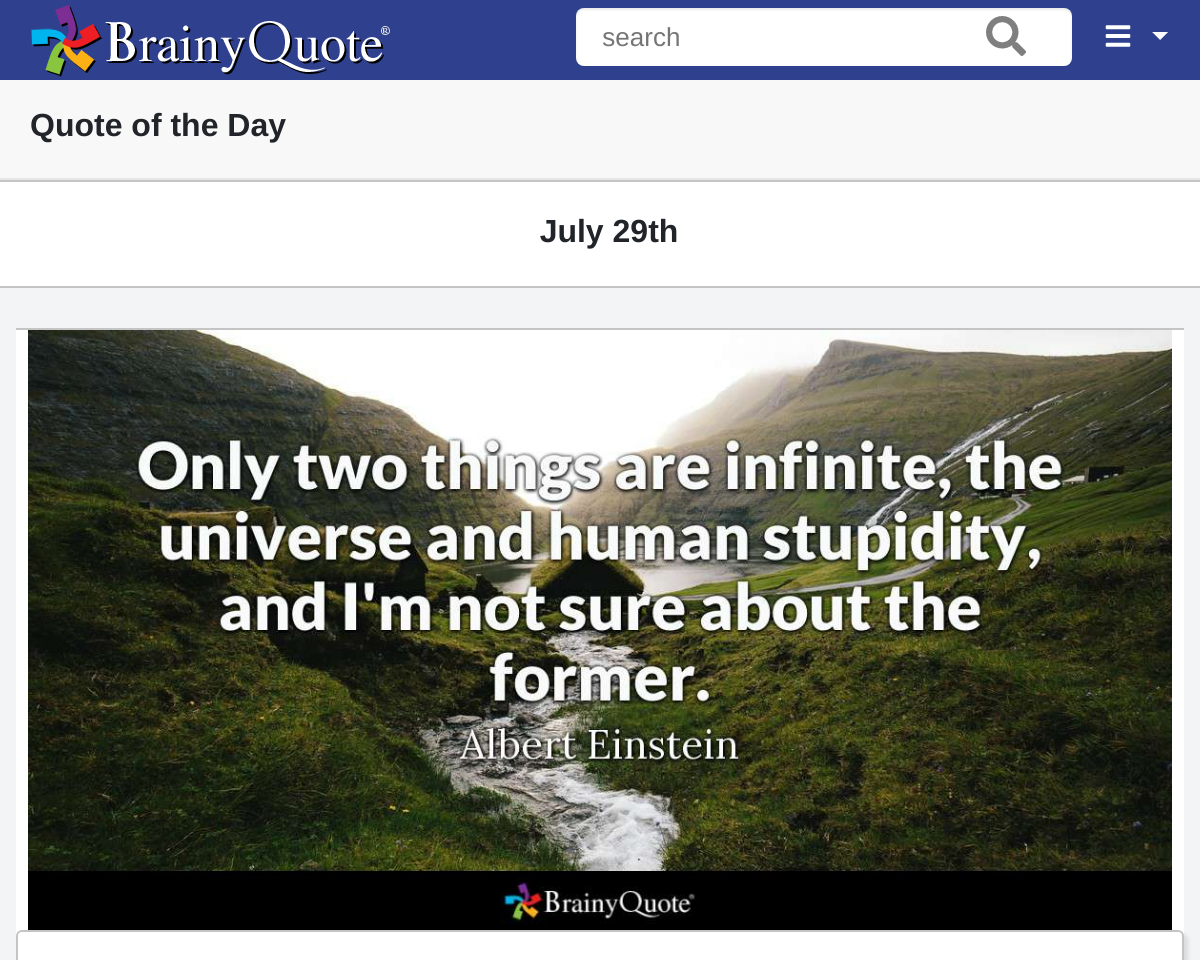 BrainyQuote®
search
Quote of the Day
July 29th
Only two things are infinite, the
universe and human stupidity,
and I'm not sure about the
former.
Albert Einstein
BrainyQuote®